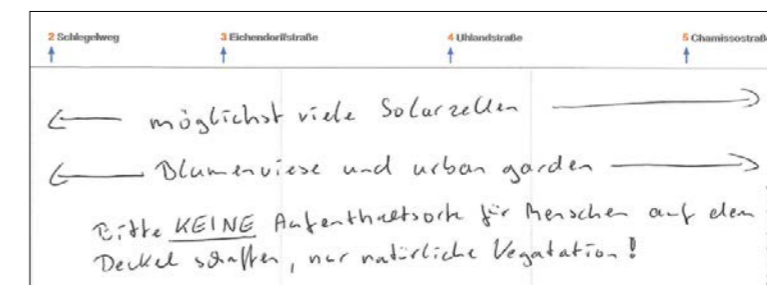 2 Schlegelweg 3 Eichendorffstraße 4 Uhlandstraße 5 Chamissostraß
möglichst viele Solarzellen
Blumenwiese und urban garden
Bitte KEINE Aufenthaltsorte für Menschen auf dem
Deckel schaffen, nur natürliche Vegatation!